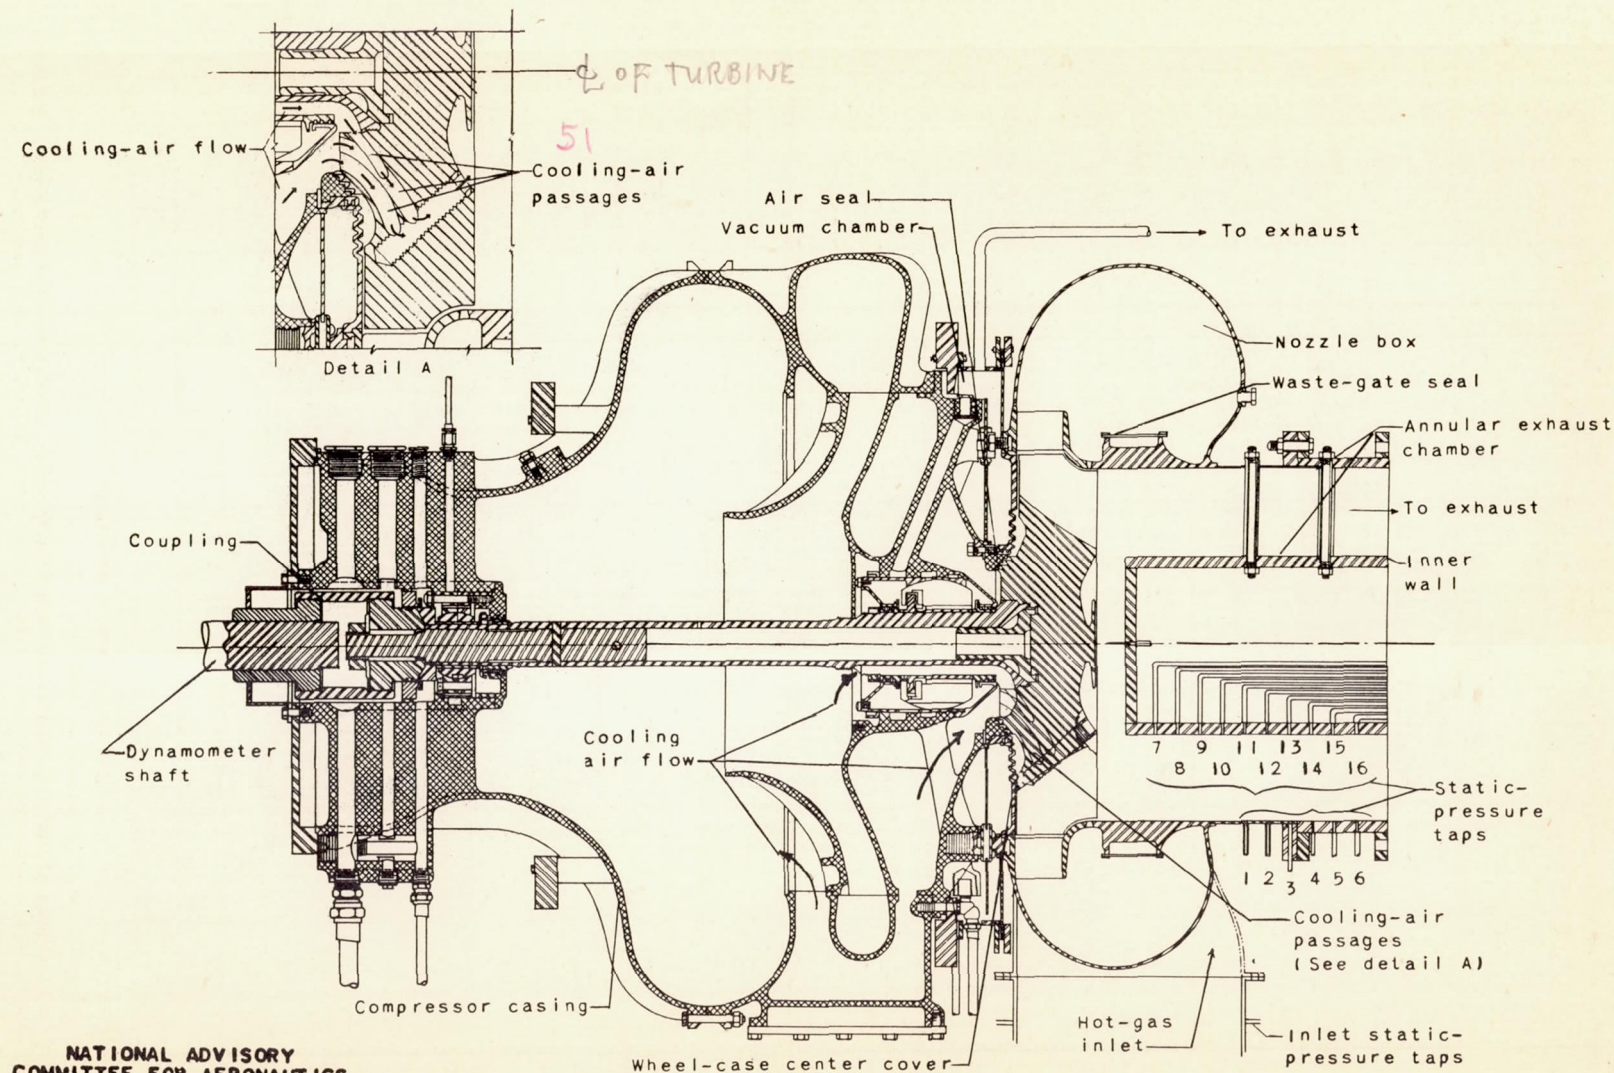 ℄ OF TURBINE
51
Cooling-air flow
Cooling-air
passages
Detail A
Air seal
Vacuum chamber
To exhaust
Nozzle box
Waste-gate seal
Annular exhaust
chamber
To exhaust
Inner
wall
Coupling
Dynamometer
shaft
Cooling
air flow
7 9 11 13 15
8 10 12 14 16
Static-
pressure
taps
1 2 3 4 5 6
Cooling-air
passages
(See detail A)
Compressor casing
Hot-gas
inlet
Inlet static-
pressure taps
Wheel-case center cover
NATIONAL ADVISORY
COMMITTEE FOR AERONAUTICS